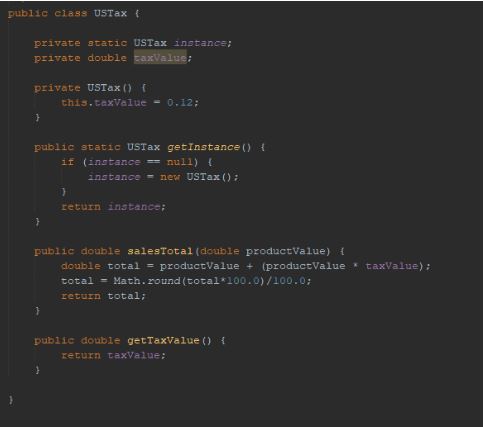 public class USTax {
private static USTax instance;
private double taxValue;
private USTax() {
this.taxValue = 0.12;
}
public static USTax getInstance() {
if (instance == null) {
instance = new USTax();
}
return instance;
}
public double salesTotal(double productValue) {
double total = productValue + (productValue * taxValue);
total = Math.round(total*100.0)/100.0;
return total;
}
public double getTaxValue() {
return taxValue;
}
}